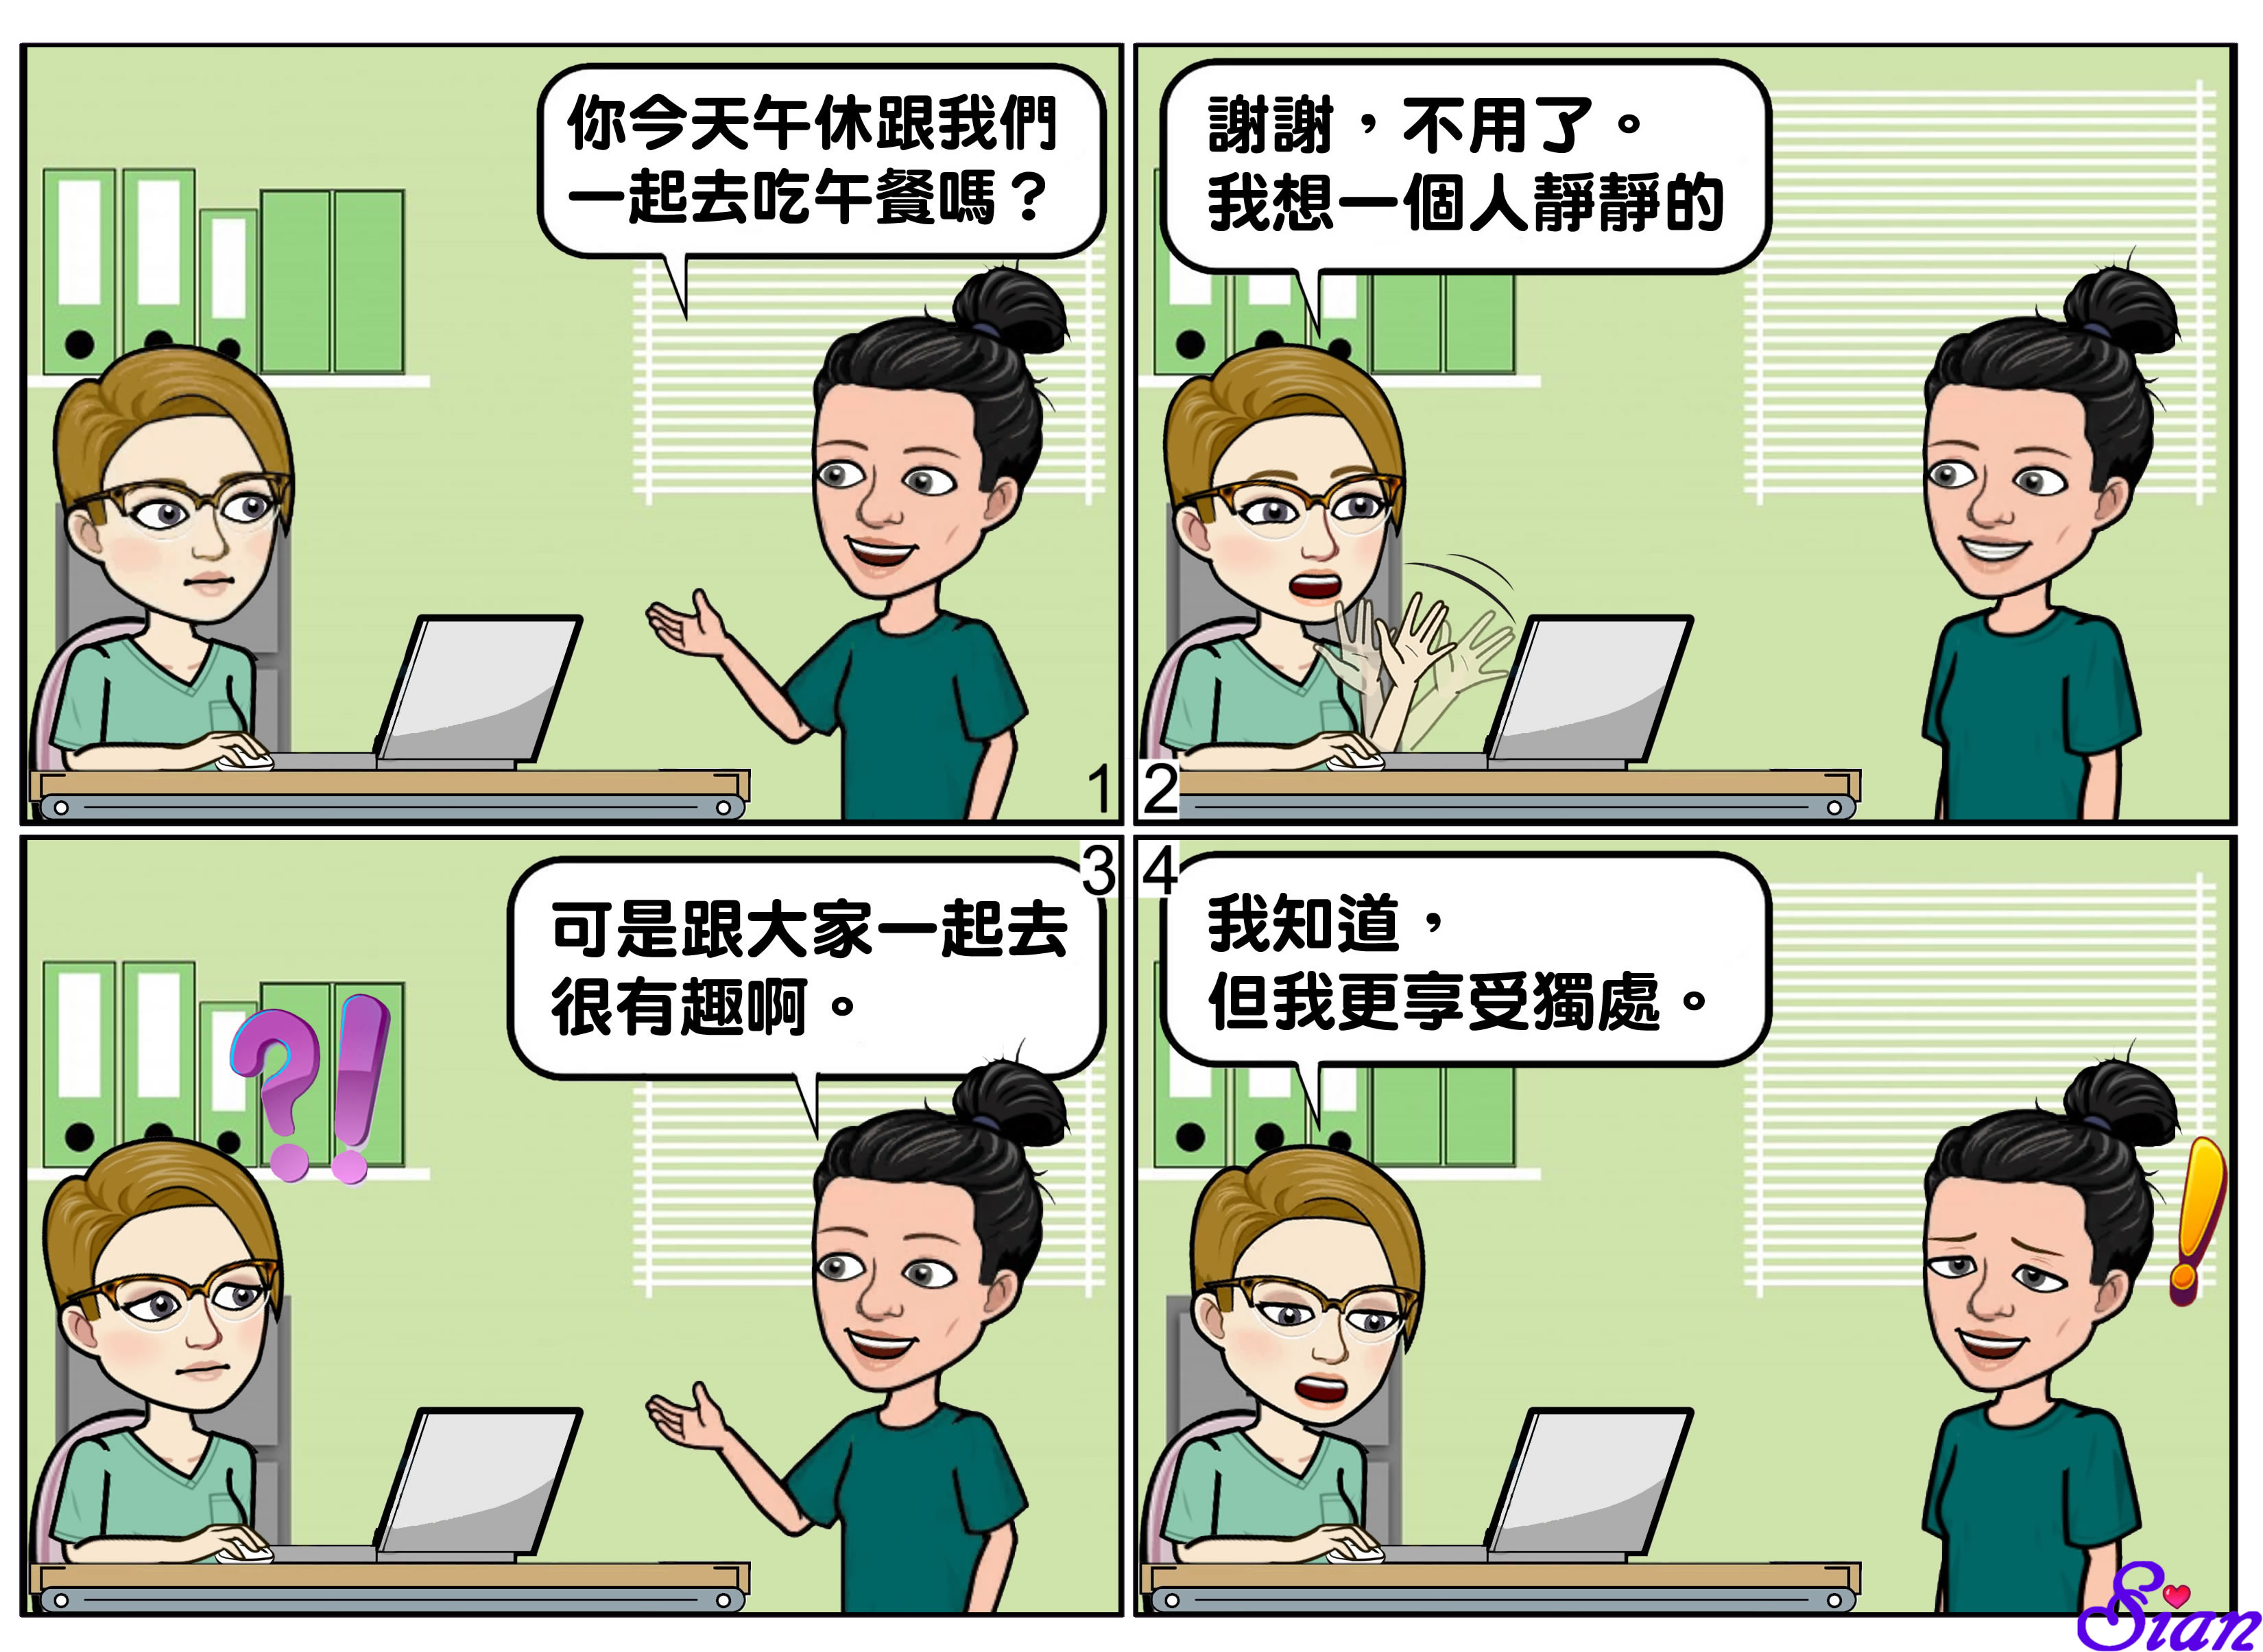 你今天午休跟我們
一起去吃午餐嗎？
1
謝謝，不用了。
我想一個人靜靜的
2
可是跟大家一起去
很有趣啊。
?!
3
4
我知道，
但我更享受獨處。
!
Sian